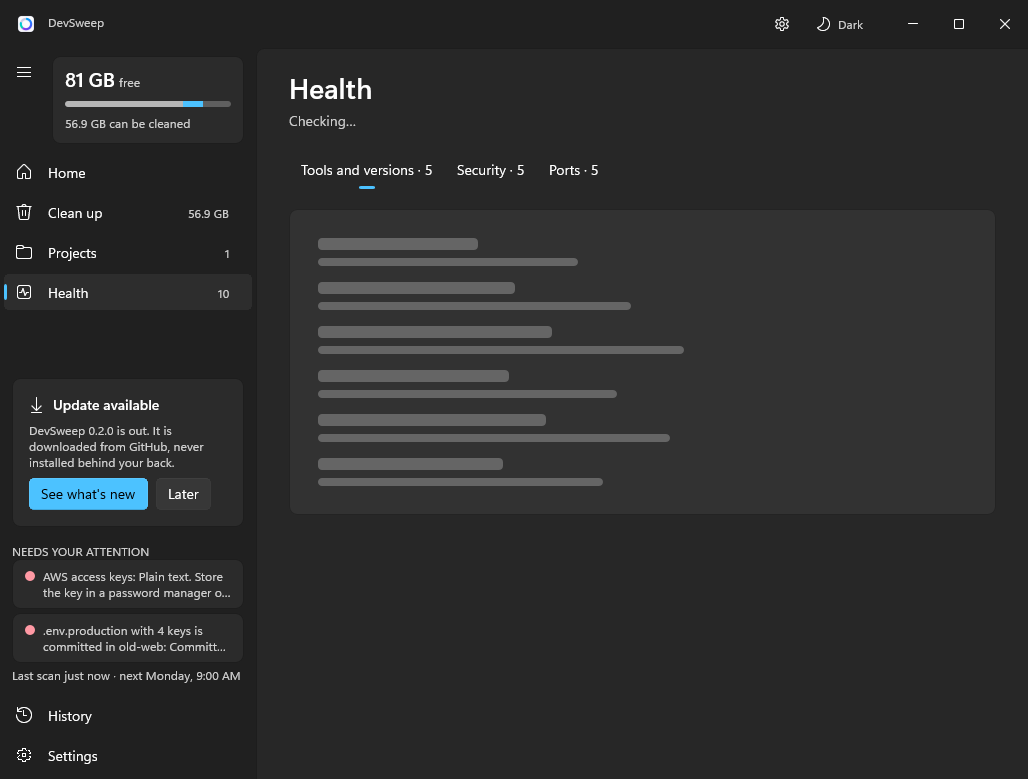 DevSweep
Dark
81 GB free
56.9 GB can be cleaned
Home
Clean up 56.9 GB
Projects 1
Health 10
Update available
DevSweep 0.2.0 is out. It is
downloaded from GitHub, never
installed behind your back.
See what's new Later
NEEDS YOUR ATTENTION
AWS access keys: Plain text. Store
the key in a password manager o...
.env.production with 4 keys is
committed in old-web: Committ...
Last scan just now · next Monday, 9:00 AM
History
Settings
Health
Checking...
Tools and versions · 5 Security · 5 Ports · 5